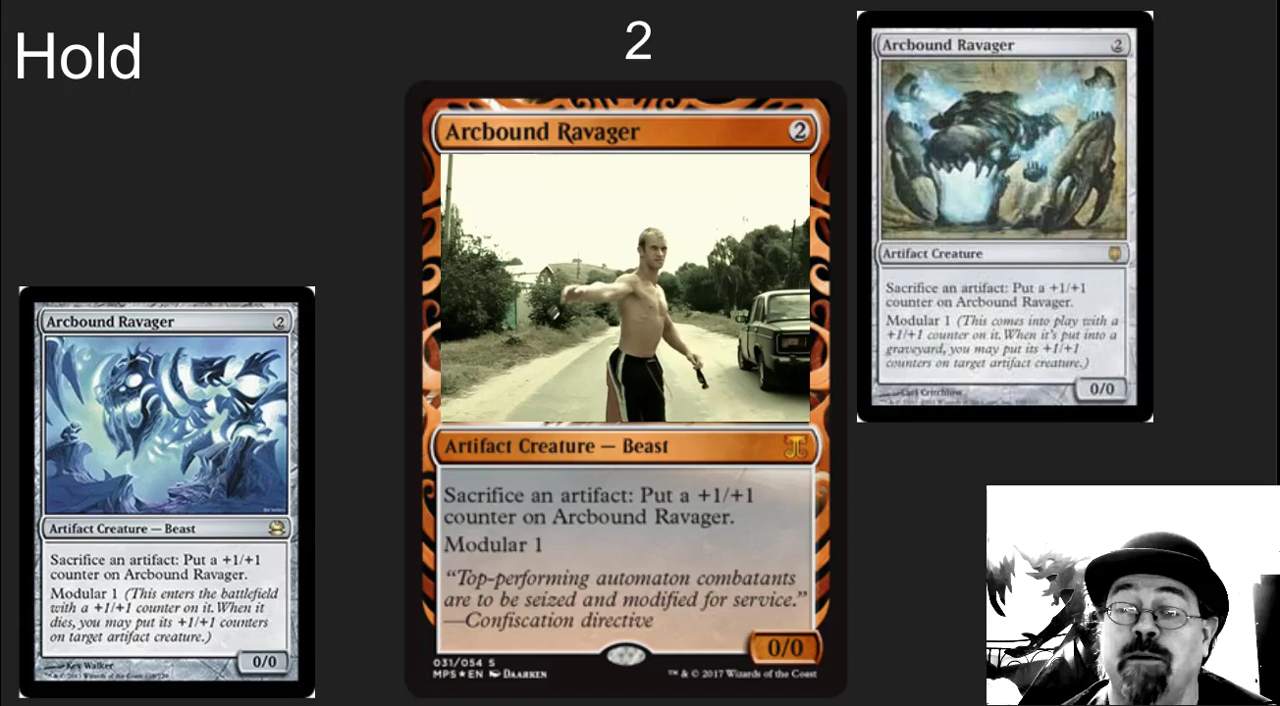 Hold
2
Arcbound Ravager 2
Artifact Creature
Sacrifice an artifact: Put a +1/+1
counter on Arcbound Ravager.
Modular 1 (This comes into play with a
+1/+1 counter on it. When it's put into a
graveyard, you may put its +1/+1
counters on target artifact creature.)
Carl Critchlow
0/0
Arcbound Ravager 2
Artifact Creature — Beast
Sacrifice an artifact: Put a +1/+1
counter on Arcbound Ravager.
Modular 1
“Top-performing automaton combatants
are to be seized and modified for service.”
—Confiscation directive
0/0
031/054 S
MPS★EN DAARKEN
™ & © 2017 Wizards of the Coast
Arcbound Ravager 2
Artifact Creature — Beast
Sacrifice an artifact: Put a +1/+1
counter on Arcbound Ravager.
Modular 1 (This enters the battlefield
with a +1/+1 counter on it. When it
dies, you may put its +1/+1 counters
on target artifact creature.)
Kev Walker
0/0